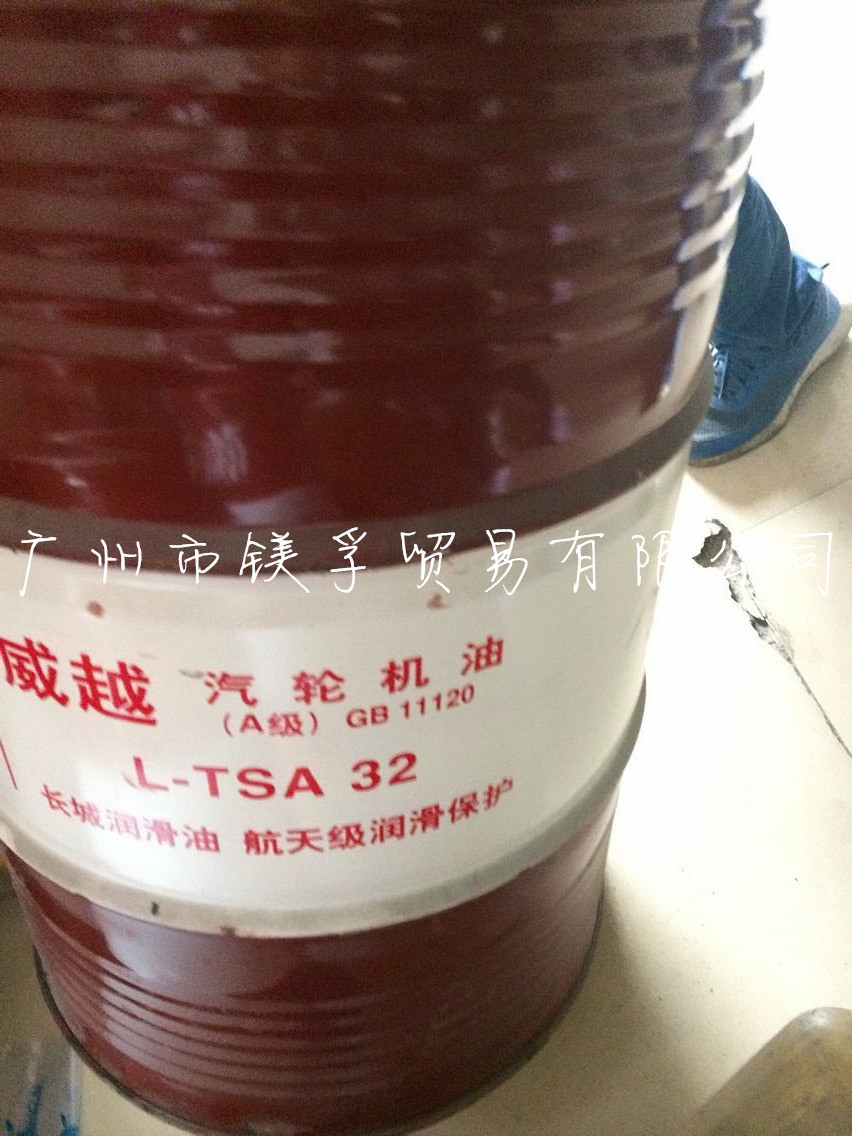 广州市镁孚贸易有限公司
威越 汽轮机油
（A级） GB 11120
L-TSA 32
长城润滑油 航天级润滑保护